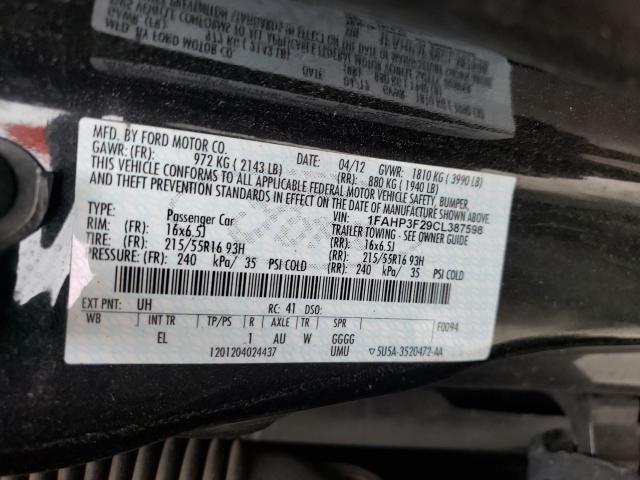 MFD. BY FORD MOTOR CO.
GAWR: (FR): 972 KG ( 2143 LB) 04/12 GVWR: 1810 KG ( 3990 LB)
(RR): 880 KG ( 1940 LB)
THIS VEHICLE CONFORMS TO ALL APPLICABLE FEDERAL MOTOR VEHICLE SAFETY, BUMPER,
AND THEFT PREVENTION STANDARDS IN EFFECT ON THE DATE OF MANUFACTURE SHOWN ABOVE.
VIN: 1FAHP3F29CL387598
TYPE: Passenger Car TRAILER TOWING - SEE OWNER GUIDE
RIM: (FR): 16x6.5J (RR): 16x6.5J
TIRE: (FR): 215/55R16 93H (RR): 215/55R16 93H
PRESSURE: (FR): 240 kPa/ 35 PSI COLD (RR): 240 kPa/ 35 PSI COLD
EXT PNT: UH RC: 41 DSO: F0094
WB INT TR TP/PS R AXLE TR SPR
EL 1 AU W GGGG
1201204024437 UMU 5U5A-3520472-AA